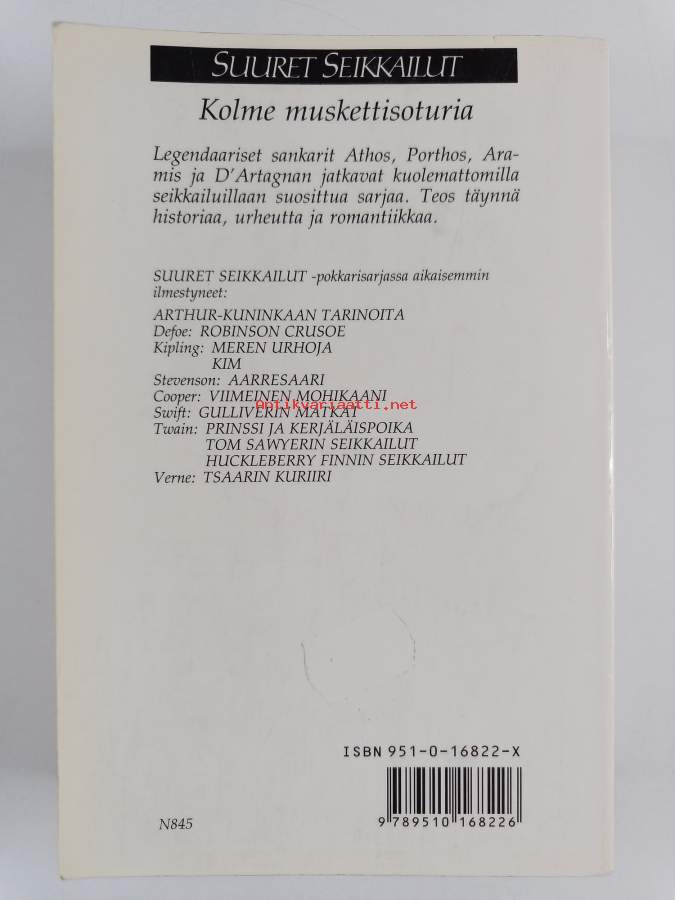 SUURET SEIKKAILUT
Kolme muskettisoturia
Legendaariset sankarit Athos, Porthos, Ara-
mis ja D'Artagnan jatkavat kuolemattomilla
seikkailuillaan suosittua sarjaa. Teos täynnä
historiaa, urheutta ja romantiikkaa.
SUURET SEIKKAILUT -pokkarisarjassa aikaisemmin
ilmestyneet:
ARTHUR-KUNINKAAN TARINOITA
Defoe: ROBINSON CRUSOE
Kipling: MEREN URHOJA
KIM
Stevenson: AARRESAARI
Cooper: VIIMEINEN MOHIKAANI
Antikvariaatti.net
Swift: GULLIVERIN MATKAT
Twain: PRINSSI JA KERJÄLÄISPOIKA
TOM SAWYERIN SEIKKAILUT
HUCKLEBERRY FINNIN SEIKKAILUT
Verne: TSAARIN KURIIRI
ISBN 951-0-16822-X
9 789510 168226
N845